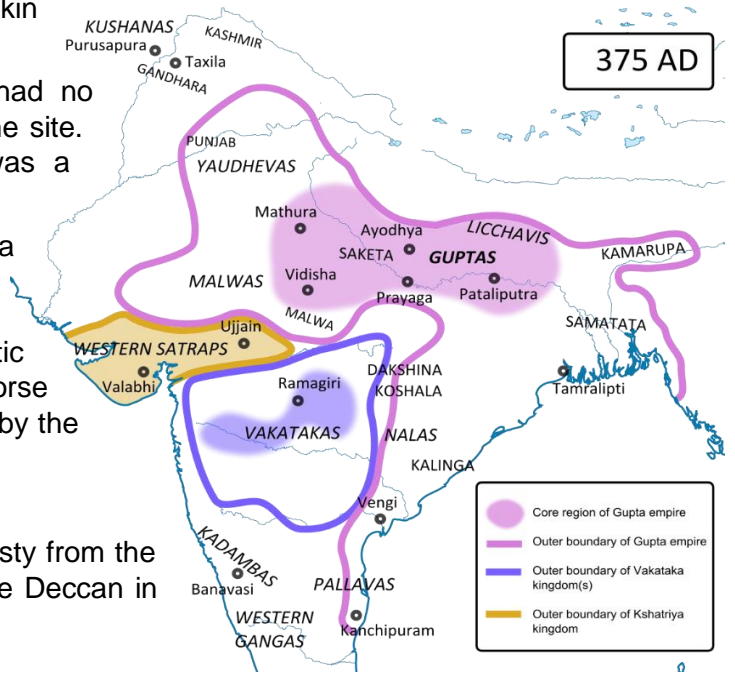 kin
had no
ne site.
was a
a
tic
orse
by the
sty from the
e Deccan in
375 AD
KUSHANAS
KASHMIR
Purusapura
Taxila
GANDHARA
PUNJAB
YAUDHEVAS
Mathura
Ayodhya
LICCHAVIS
SAKETA
GUPTAS
KAMARUPA
MALWAS
Vidisha
Prayaga
Pataliputra
MALWA
SAMATATA
Ujjain
WESTERN SATRAPS
Valabhi
Ramagiri
DAKSHINA
KOSHALA
Tamralipti
VAKATAKAS
NALAS
KALINGA
Vengi
KADAMBAS
Banavasi
PALLAVAS
WESTERN
GANGAS
Kanchipuram
Core region of Gupta empire
Outer boundary of Gupta empire
Outer boundary of Vakataka
kingdom(s)
Outer boundary of Kshatriya
kingdom